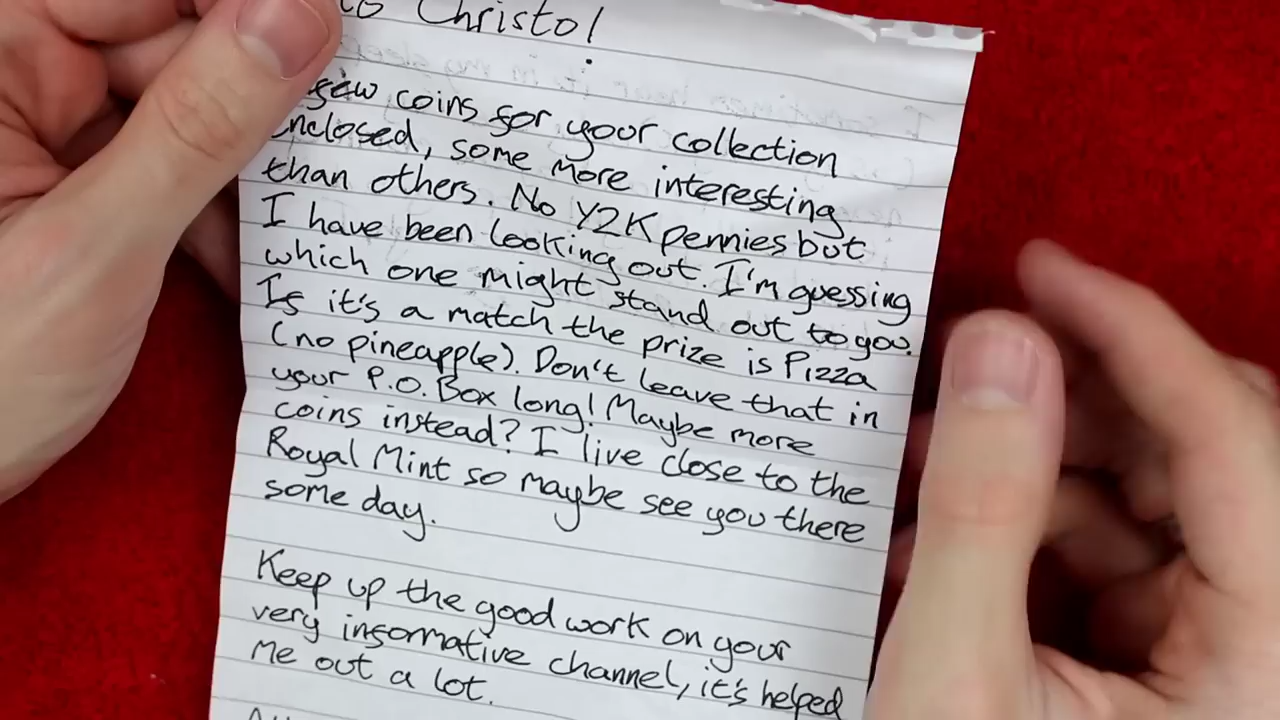 to Christo!
few coins for your collection
Enclosed, some more interesting
than others. No Y2K pennies but
I have been looking out. I'm guessing
which one might stand out to you.
If it's a match the prize is Pizza
(no pineapple). Don't leave that in
your P.O. Box long! Maybe more
coins instead? I live close to the
Royal Mint so maybe see you there
some day.
Keep up the good work on your
very informative channel, it's helped
me out a lot.